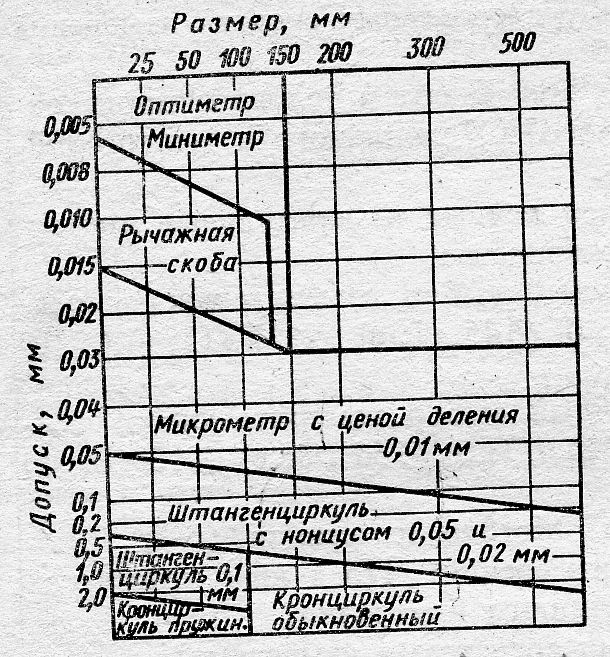 Размер, мм
25 50 100 150 200 300 500
Допуск, мм
0,005
0,008
0,010
0,015
0,02
0,03
0,04
0,05
0,1
0,2
0,5
1,0
2,0
Оптиметр
Миниметр
Рычажная
скоба
Микрометр с ценой деления
0,01мм
Штангенциркуль
с нониусом 0,05 и
0,02 мм
Штанген-
циркуль 0,1
мм
Кронцир-
куль пружин.
Кронциркуль
обыкновенный